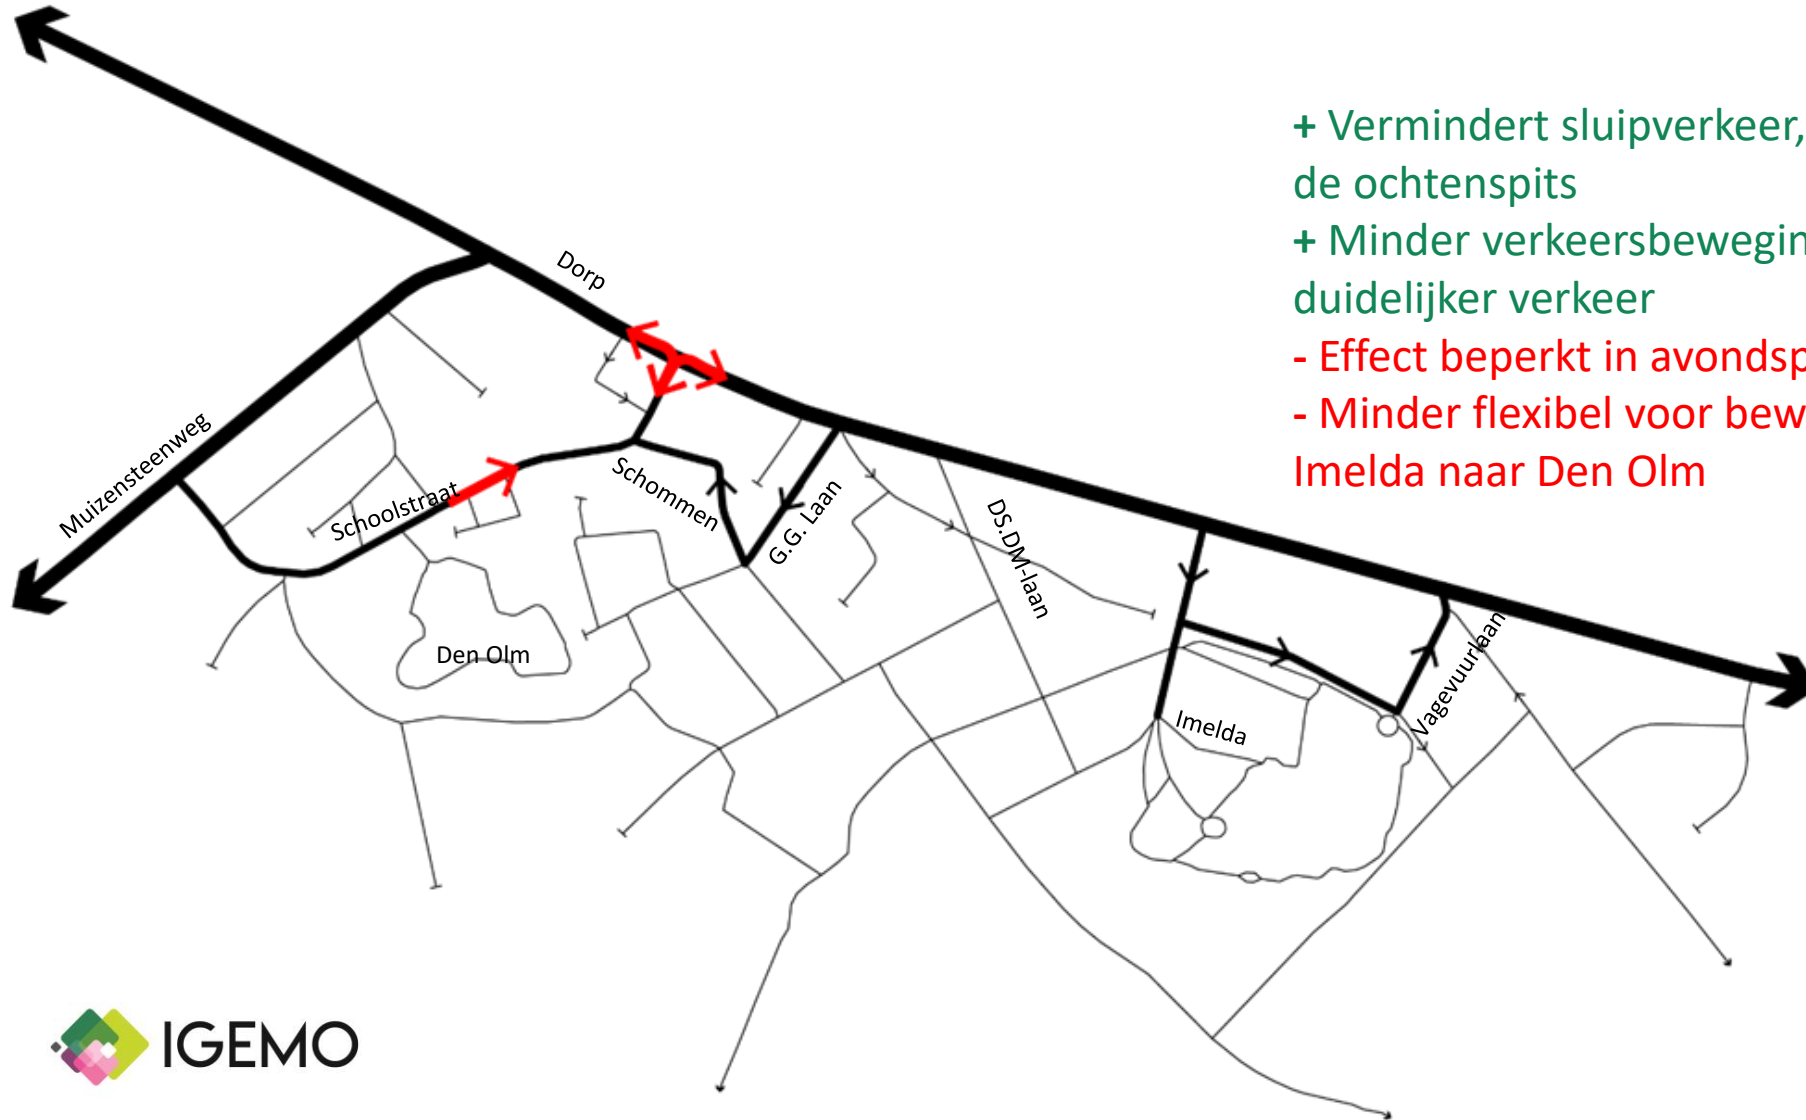 + Vermindert sluipverkeer,
de ochtenspits
+ Minder verkeersbewegin
duidelijker verkeer
- Effect beperkt in avondsp
- Minder flexibel voor bew
Imelda naar Den Olm
Dorp
Muizensteenweg
Schoolstraat
Schommen
G.G. Laan
DS.DM-laan
Den Olm
Imelda
Vagevuurlaan
IGEMO